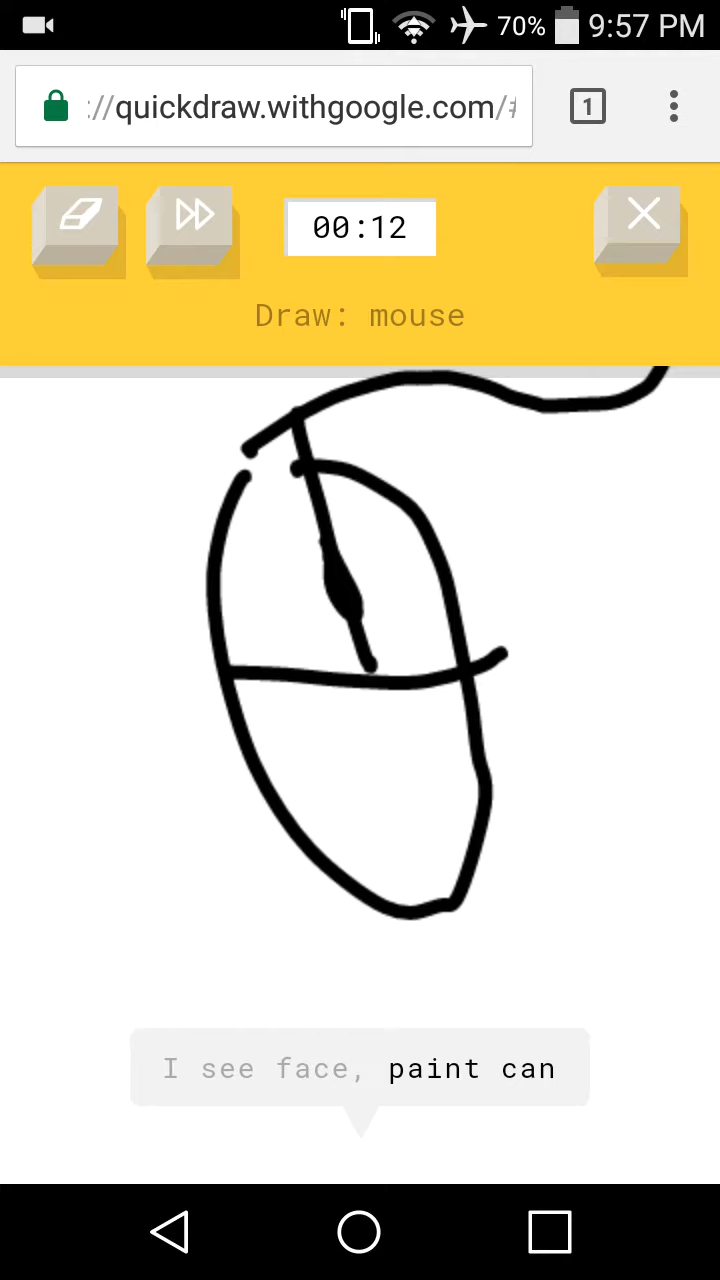 70% 9:57 PM
://quickdraw.withgoogle.com/#
1
00:12
Draw: mouse
I see face, paint can